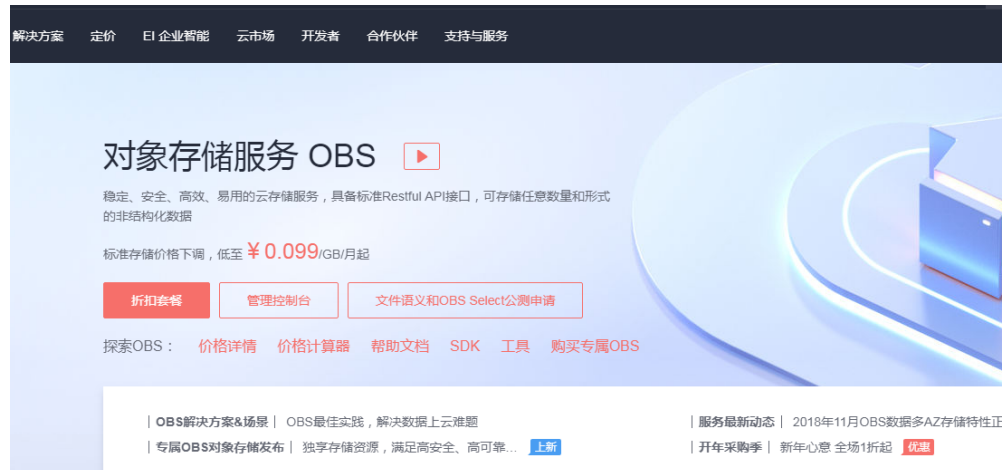 解决方案 定价 EI 企业智能 云市场 开发者 合作伙伴 支持与服务
对象存储服务 OBS
稳定、安全、高效、易用的云存储服务，具备标准Restful API接口，可存储任意数量和形式
的非结构化数据
标准存储价格下调，低至 ¥ 0.099/GB/月起
折扣套餐 管理控制台 文件语义和OBS Select公测申请
探索OBS： 价格详情 价格计算器 帮助文档 SDK 工具 购买专属OBS
| OBS解决方案&场景 | OBS最佳实践，解决数据上云难题 | 服务最新动态 | 2018年11月OBS数据多AZ存储特性正
| 专属OBS对象存储发布 | 独享存储资源，满足高安全、高可靠... 上新 | 开年采购季 | 新年心意 全场1折起 优惠